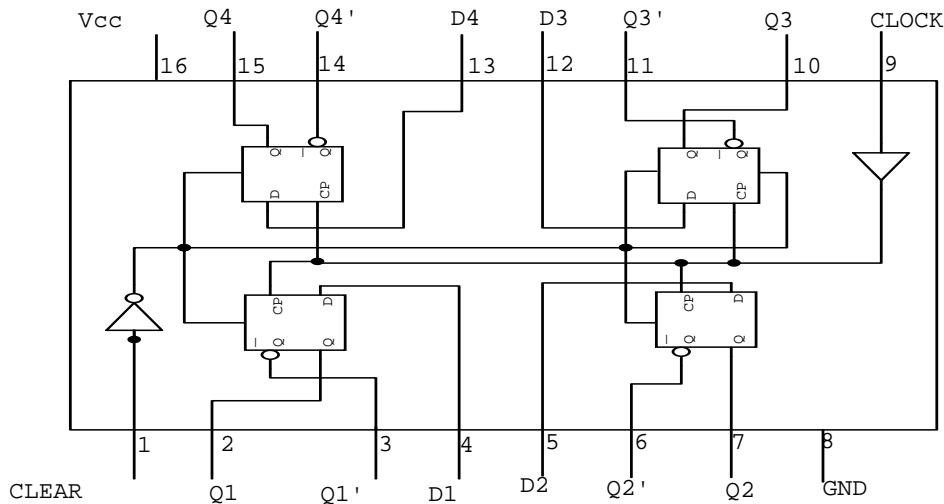 Vcc Q4 Q4' D4 D3 Q3' Q3 CLOCK
16 15 14 13 12 11 10 9
Q Q Q Q
D CP D CP
CP D CP D
Q Q Q Q
1 2 3 4 5 6 7 8
CLEAR Q1 Q1' D1 D2 Q2' Q2 GND